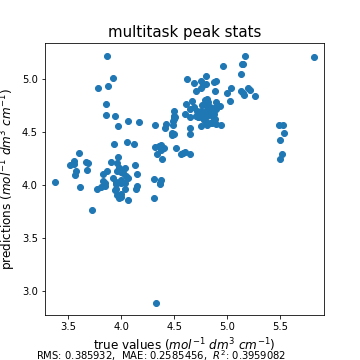 multitask peak stats
predictions (mol⁻¹ dm³ cm⁻¹)
5.0
4.5
4.0
3.5
3.0
3.5 4.0 4.5 5.0 5.5
true values (mol⁻¹ dm³ cm⁻¹)
RMS: 0.385932, MAE: 0.2585456, R²: 0.3959082